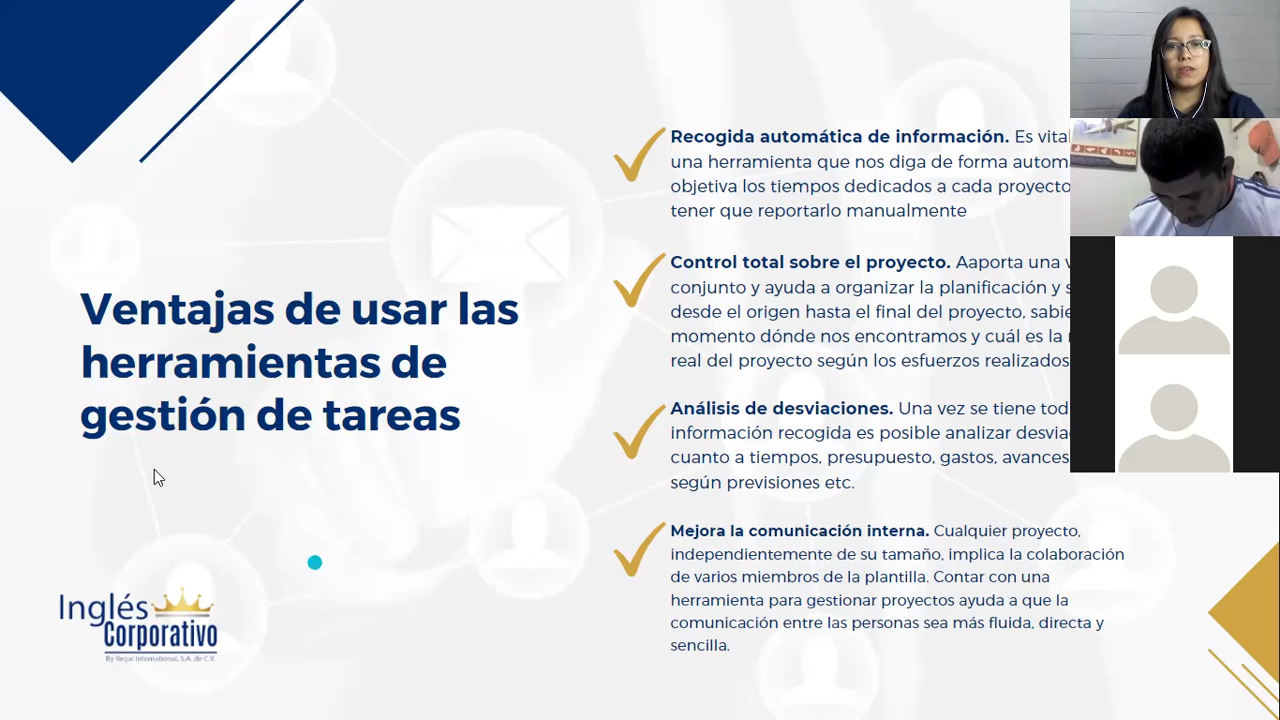 Ventajas de usar las
herramientas de
gestión de tareas
Inglés
Corporativo
By Regal International, S.A. de C.V.
Recogida automática de información. Es vital
una herramienta que nos diga de forma autom
objetiva los tiempos dedicados a cada proyecto
tener que reportarlo manualmente
Control total sobre el proyecto. Aaporta una v
conjunto y ayuda a organizar la planificación y s
desde el origen hasta el final del proyecto, sabie
momento dónde nos encontramos y cuál es la
real del proyecto según los esfuerzos realizados
Análisis de desviaciones. Una vez se tiene tod
información recogida es posible analizar desvia
cuanto a tiempos, presupuesto, gastos, avances
según previsiones etc.
Mejora la comunicación interna. Cualquier proyecto,
independientemente de su tamaño, implica la colaboración
de varios miembros de la plantilla. Contar con una
herramienta para gestionar proyectos ayuda a que la
comunicación entre las personas sea más fluida, directa y
sencilla.